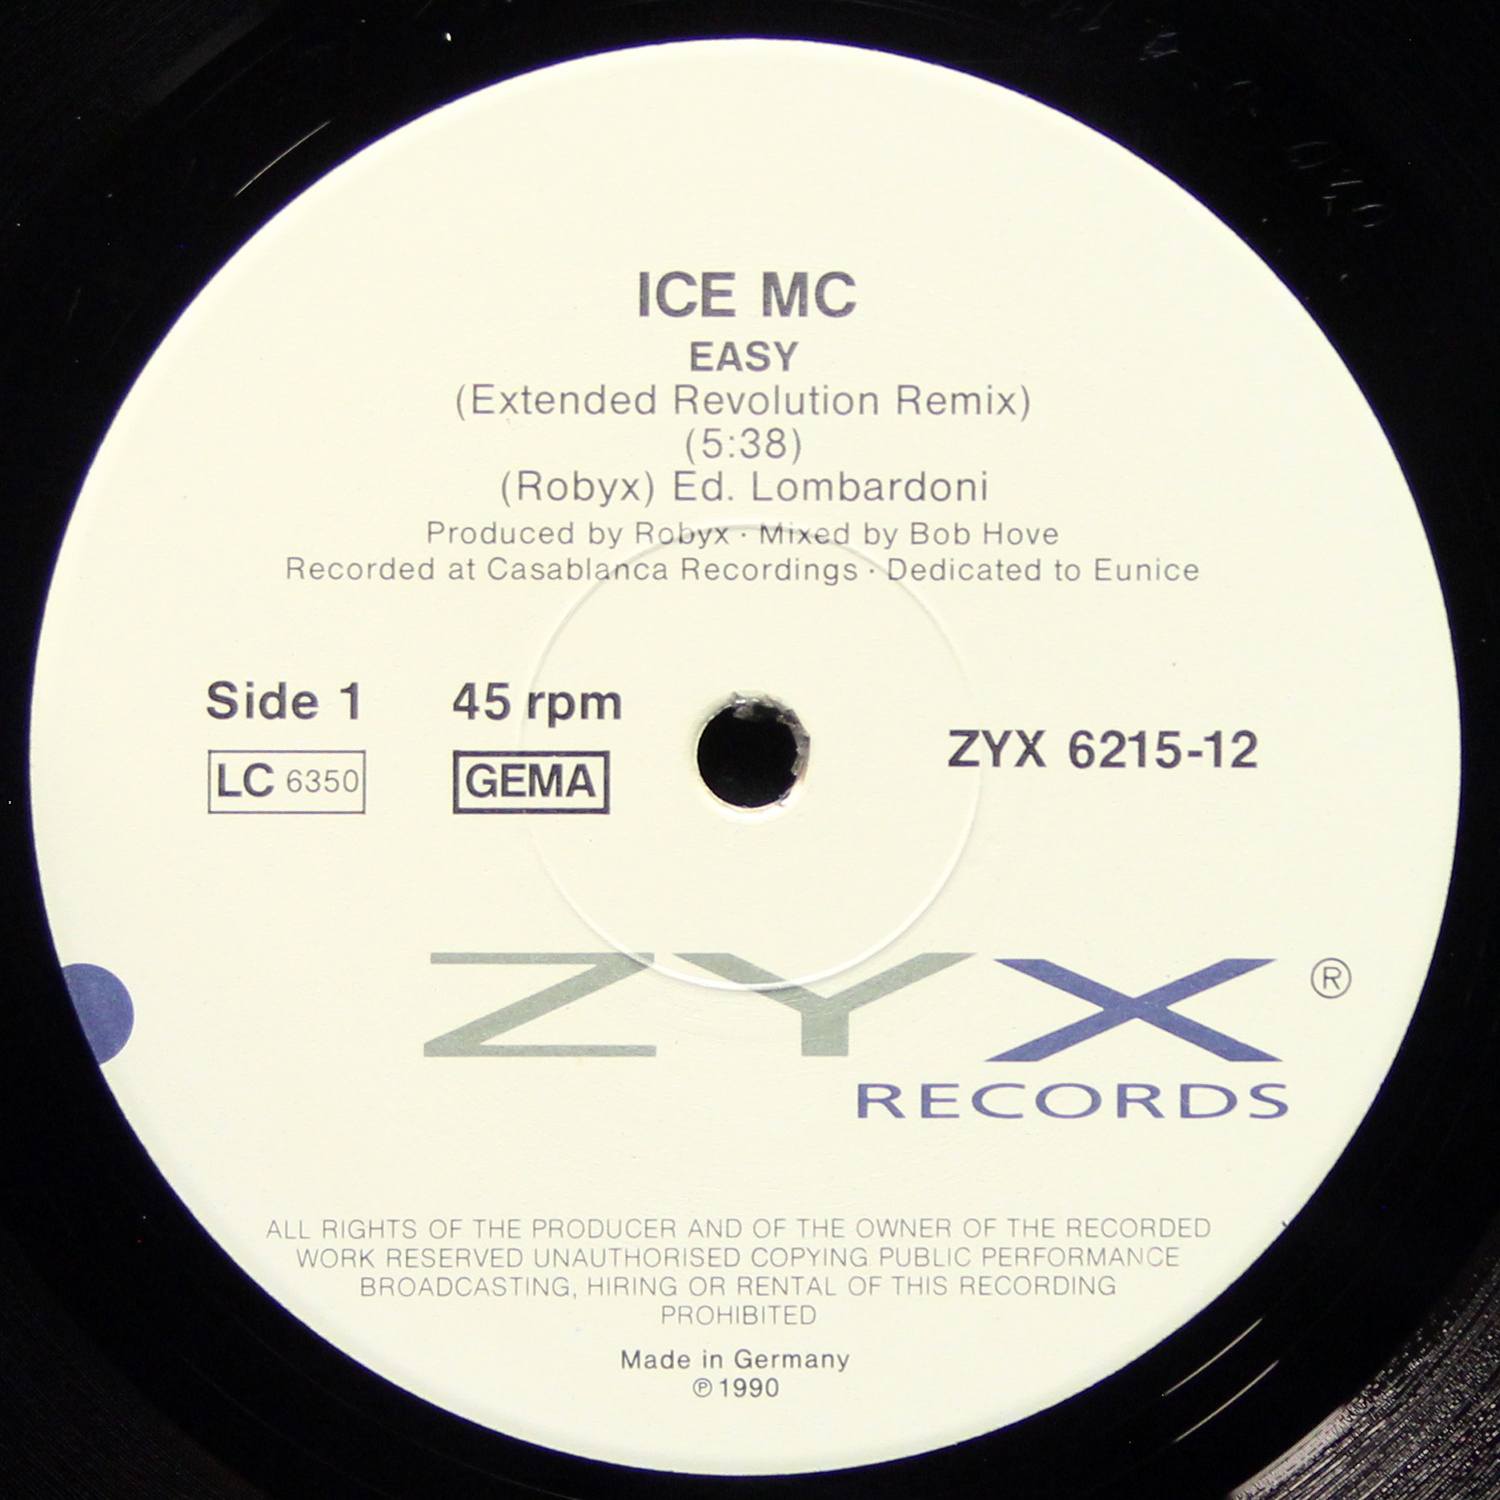 ICE MC
EASY
(Extended Revolution Remix)
(5:38)
(Robyx) Ed. Lombardoni
Produced by Robyx · Mixed by Bob Hove
Recorded at Casablanca Recordings · Dedicated to Eunice
Side 1 45 rpm
LC 6350 GEMA
ZYX 6215-12
ZYX ®
RECORDS
ALL RIGHTS OF THE PRODUCER AND OF THE OWNER OF THE RECORDED
WORK RESERVED UNAUTHORISED COPYING PUBLIC PERFORMANCE
BROADCASTING, HIRING OR RENTAL OF THIS RECORDING
PROHIBITED
Made in Germany
℗ 1990